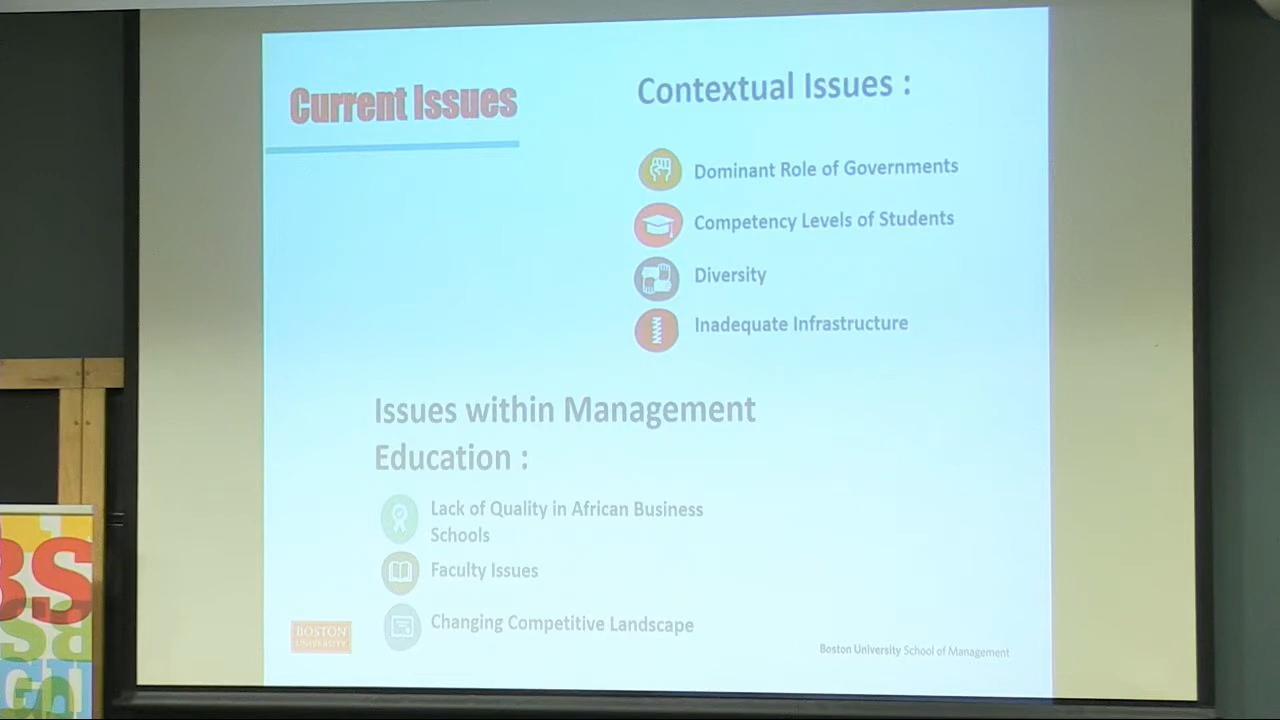 Current Issues
Contextual Issues :
Dominant Role of Governments
Competency Levels of Students
Diversity
Inadequate Infrastructure
Issues within Management
Education :
Lack of Quality in African Business
Schools
Faculty Issues
Changing Competitive Landscape
BOSTON
UNIVERSITY
Boston University School of Management
BS